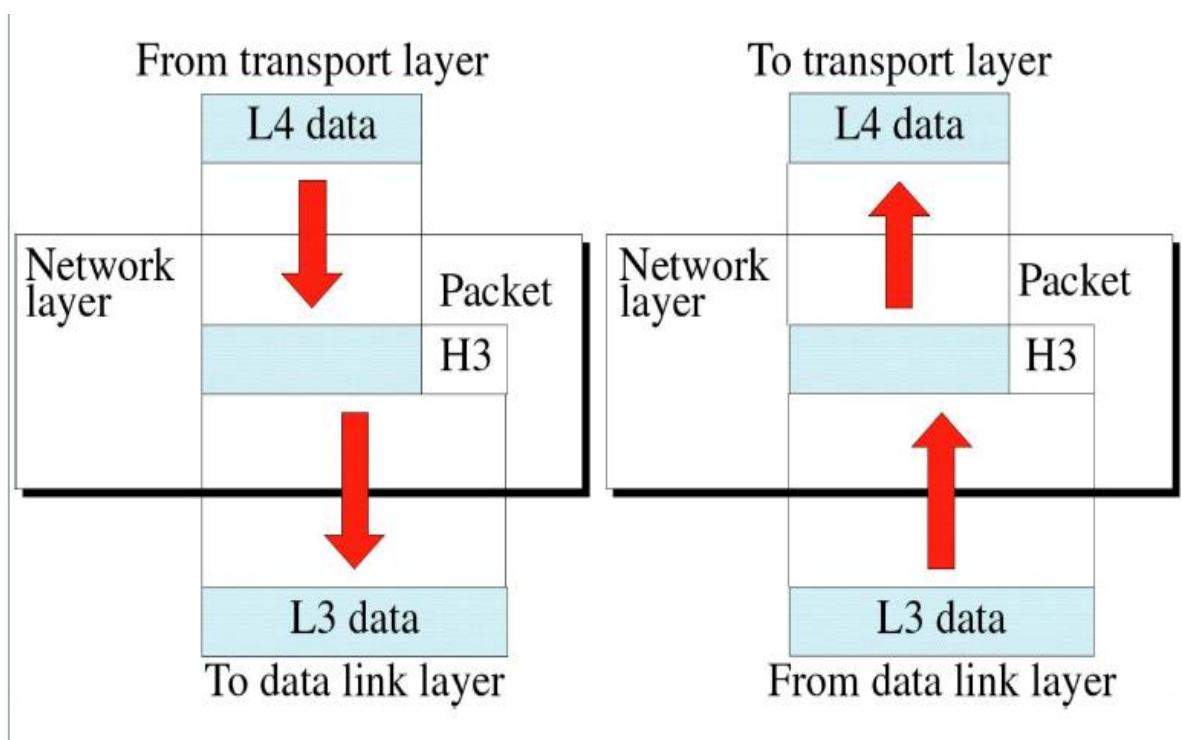 From transport layer
L4 data
Network
layer
Packet
H3
L3 data
To data link layer
To transport layer
L4 data
Network
layer
Packet
H3
L3 data
From data link layer